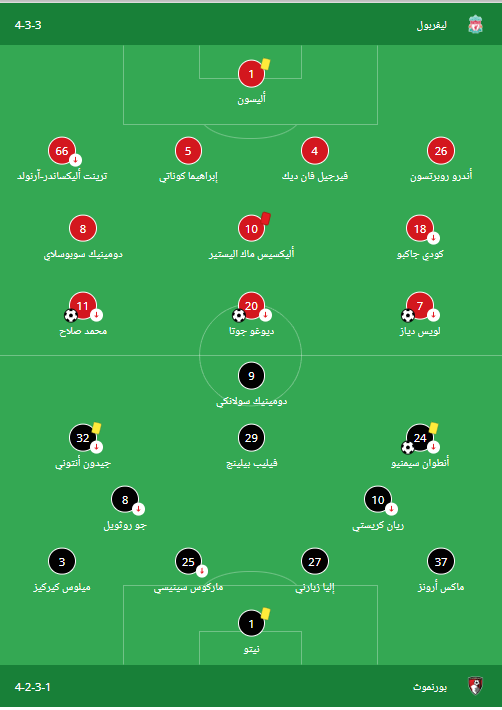 ليفربول 4-3-3
1
أليسون
66 5 4 26
ترينت أليكساندر-آرنولد إبراهيما كوناتي فيرجيل فان ديك أندرو روبرتسون
8 10 18
دومينيك سوبوسلاي أليكسيس ماك اليستير كودي جاكبو
11 20 7
محمد صلاح ديوغو جوتا لويس دياز
9
دومينيك سولانكي
32 29 24
جيدون أنتوني فيليب بيلينج أنطوان سيمنيو
8 10
جو روثويل ريان كريستي
3 25 27 37
ميلوس كيركيز ماركوس سينيسي إليا زبارني ماكس أرونز
1
نيتو
بورنموث 4-2-3-1